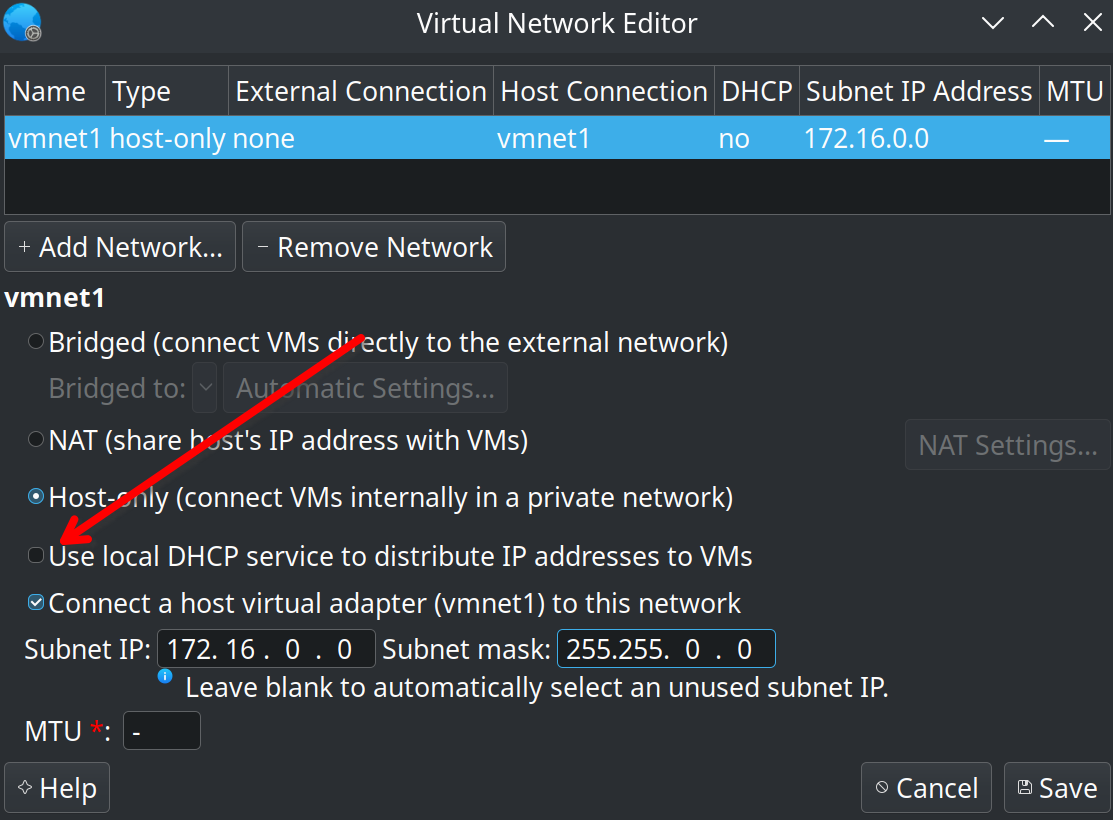 Virtual Network Editor
Name Type External Connection Host Connection DHCP Subnet IP Address MTU
vmnet1 host-only none vmnet1 no 172.16.0.0 —
+ Add Network... − Remove Network
vmnet1
Bridged (connect VMs directly to the external network)
Bridged to: Automatic Settings...
NAT (share host's IP address with VMs) NAT Settings...
Host-only (connect VMs internally in a private network)
Use local DHCP service to distribute IP addresses to VMs
Connect a host virtual adapter (vmnet1) to this network
Subnet IP: 172. 16 . 0 . 0 Subnet mask: 255.255. 0 . 0
Leave blank to automatically select an unused subnet IP.
MTU *: -
Help Cancel Save